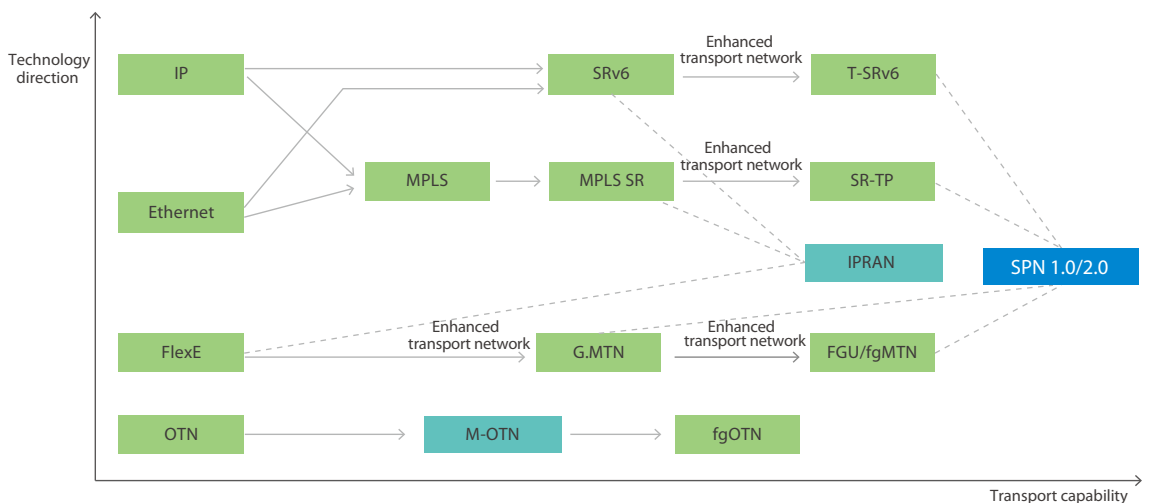 Technology
direction
IP
SRv6
Enhanced
transport network
T-SRv6
MPLS
MPLS SR
Enhanced
transport network
SR-TP
Ethernet
IPRAN
SPN 1.0/2.0
FlexE
Enhanced
transport network
G.MTN
Enhanced
transport network
FGU/fgMTN
OTN
M-OTN
fgOTN
Transport capability